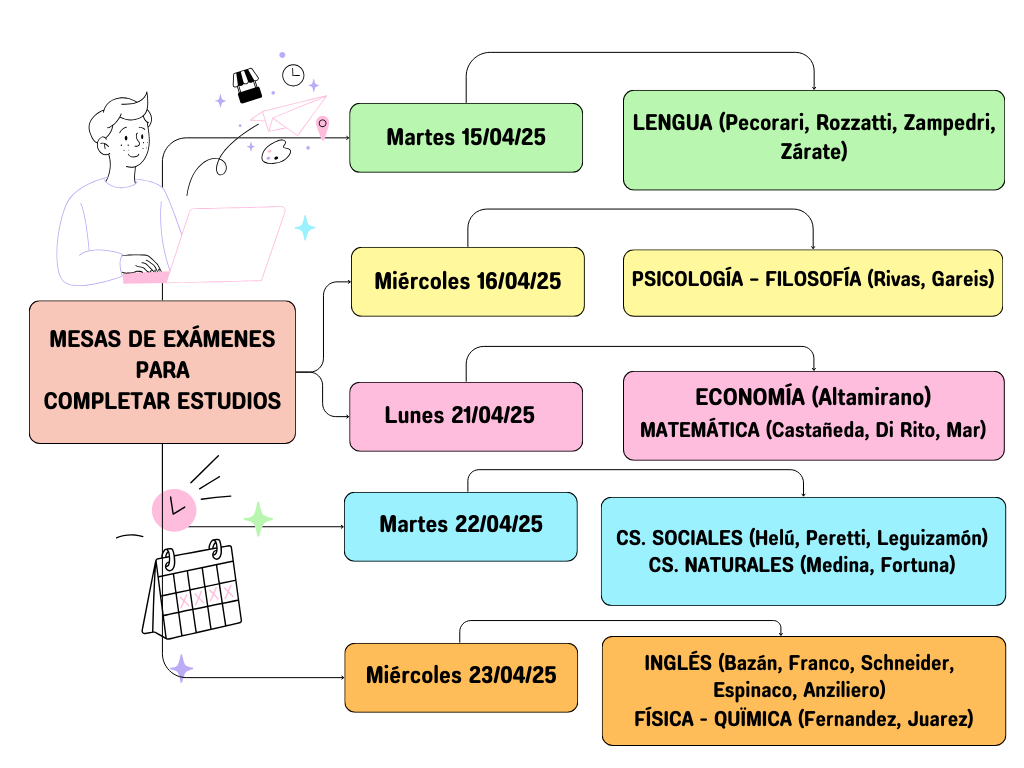 MESAS DE EXÁMENES
PARA
COMPLETAR ESTUDIOS
Martes 15/04/25
LENGUA (Pecorari, Rozzatti, Zampedri,
Zárate)
Miércoles 16/04/25
PSICOLOGÍA – FILOSOFÍA (Rivas, Gareis)
Lunes 21/04/25
ECONOMÍA (Altamirano)
MATEMÁTICA (Castañeda, Di Rito, Mar)
Martes 22/04/25
CS. SOCIALES (Helú, Peretti, Leguizamón)
CS. NATURALES (Medina, Fortuna)
Miércoles 23/04/25
INGLÉS (Bazán, Franco, Schneider,
Espinaco, Anziliero)
FÍSICA - QUÏMICA (Fernandez, Juarez)